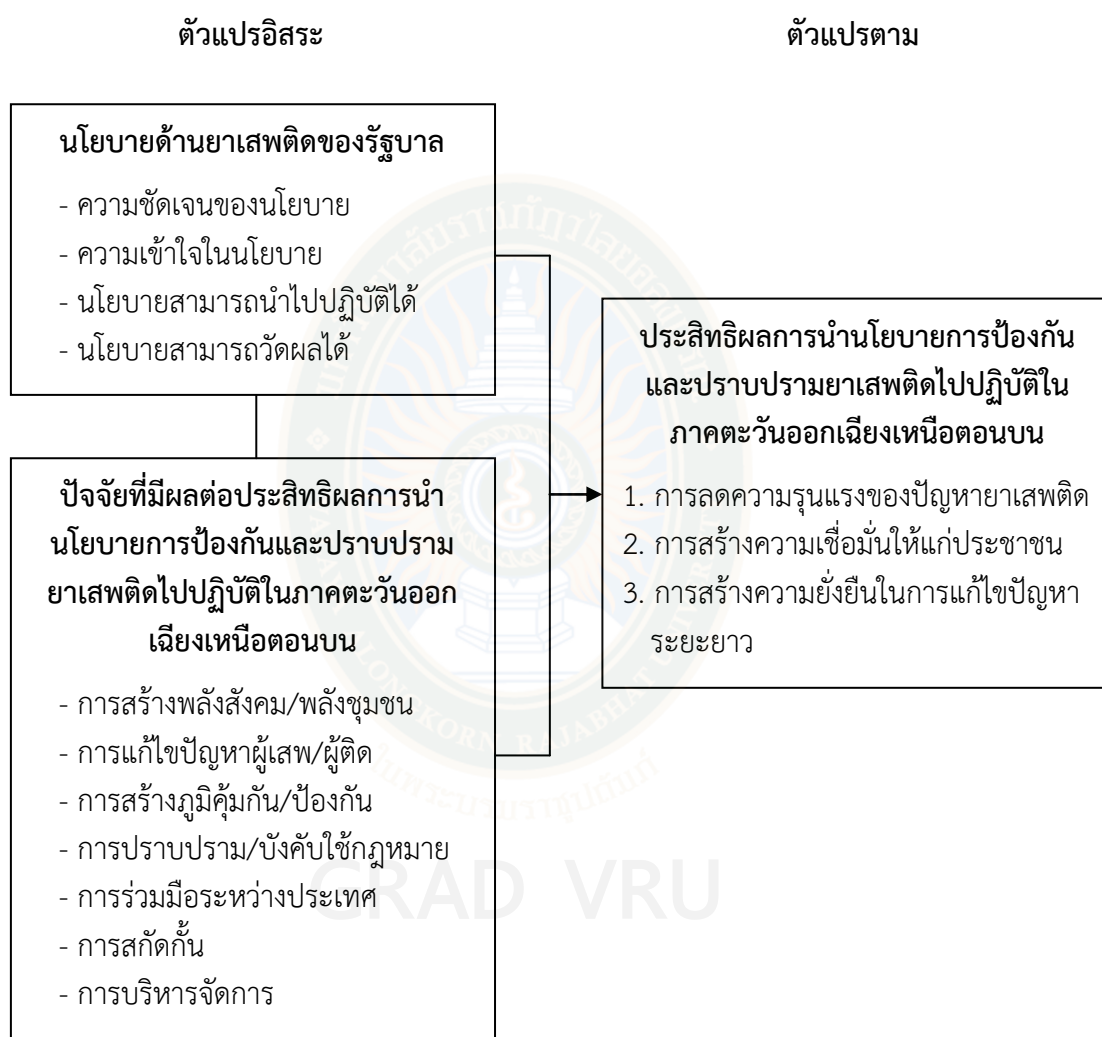 ตัวแปรอิสระ
ตัวแปรตาม
นโยบายด้านยาเสพติดของรัฐบาล
- ความชัดเจนของนโยบาย
- ความเข้าใจในนโยบาย
- นโยบายสามารถนำไปปฏิบัติได้
- นโยบายสามารถวัดผลได้
ปัจจัยที่มีผลต่อประสิทธิผลการนำ
นโยบายการป้องกันและปราบปราม
ยาเสพติดไปปฏิบัติในภาคตะวันออก
เฉียงเหนือตอนบน
- การสร้างพลังสังคม/พลังชุมชน
- การแก้ไขปัญหาผู้เสพ/ผู้ติด
- การสร้างภูมิคุ้มกัน/ป้องกัน
- การปราบปราม/บังคับใช้กฎหมาย
- การร่วมมือระหว่างประเทศ
- การสกัดกั้น
- การบริหารจัดการ
ประสิทธิผลการนำนโยบายการป้องกัน
และปราบปรามยาเสพติดไปปฏิบัติใน
ภาคตะวันออกเฉียงเหนือตอนบน
1. การลดความรุนแรงของปัญหายาเสพติด
2. การสร้างความเชื่อมั่นให้แก่ประชาชน
3. การสร้างความยั่งยืนในการแก้ไขปัญหา
ระยะยาว
GRAD VRU